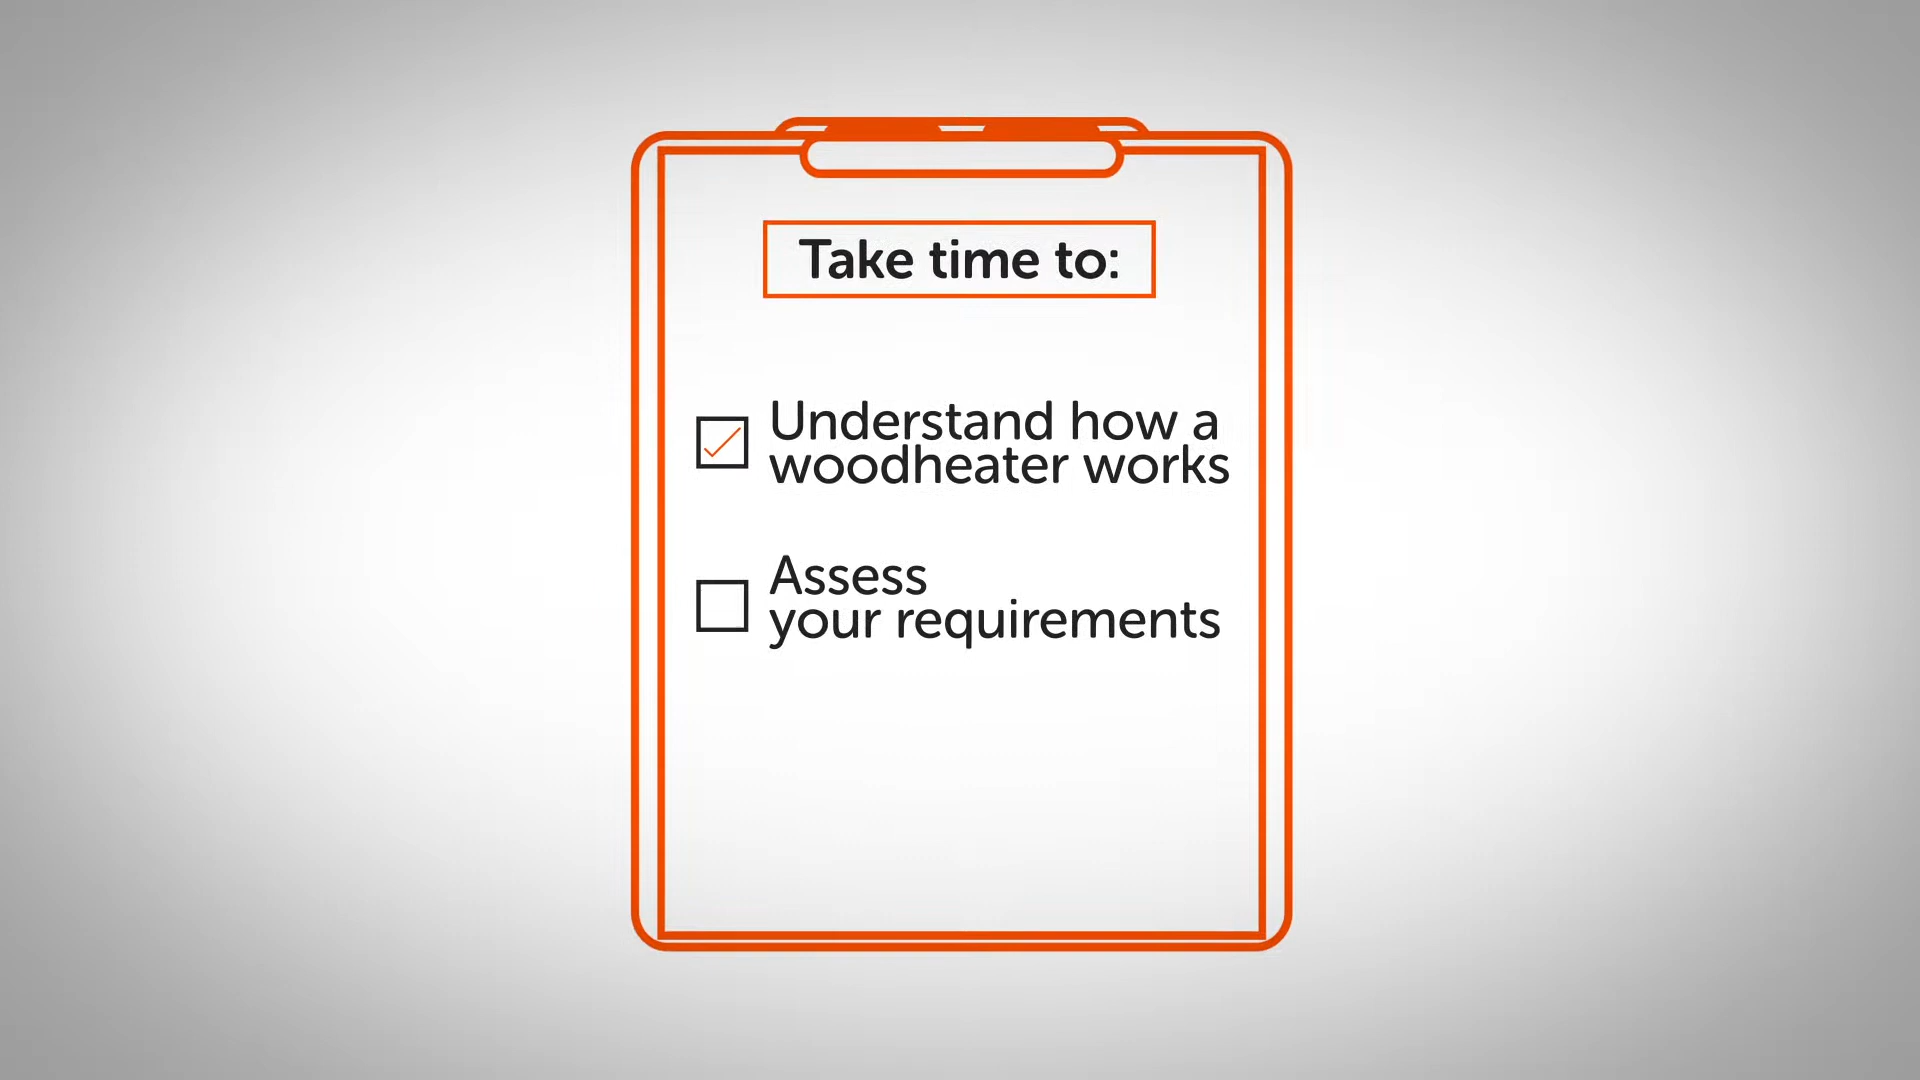 Take time to:
Understand how a
woodheater works
Assess
your requirements